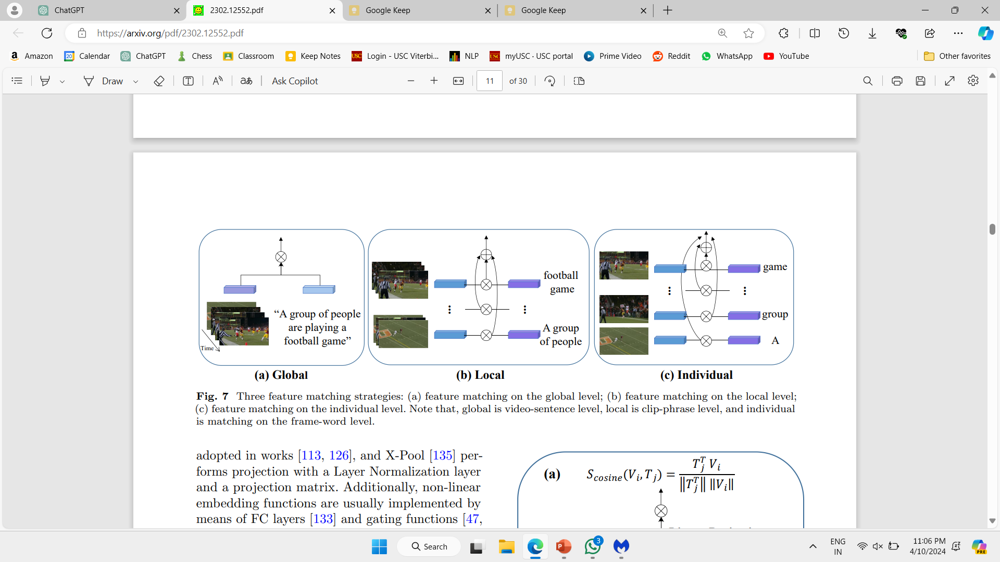 ChatGPT
2302.12552.pdf
Google Keep
Google Keep
https://arxiv.org/pdf/2302.12552.pdf
Amazon
Calendar
ChatGPT
Chess
Classroom
Keep Notes
Login - USC Viterbi...
NLP
myUSC · USC portal
Prime Video
Reddit
WhatsApp
YouTube
Other favorites
Draw
Ask Copilot
11
of 30
Time
“A group of people
are playing a
football game”
(a) Global
football
game
A group
of people
(b) Local
game
group
A
(c) Individual
Fig. 7 Three feature matching strategies: (a) feature matching on the global level; (b) feature matching on the local level;
(c) feature matching on the individual level. Note that, global is video-sentence level, local is clip-phrase level, and individual
is matching on the frame-word level.
adopted in works [113, 126], and X-Pool [135] per-
forms projection with a Layer Normalization layer
and a projection matrix. Additionally, non-linear
embedding functions are usually implemented by
means of FC layers [133] and gating functions [47,
(a) S_cosine(V_i, T_j) = T_j^T V_i / ‖T_j^T‖ ‖V_i‖
Search
3
ENG
IN
11:06 PM
4/10/2024
PRE